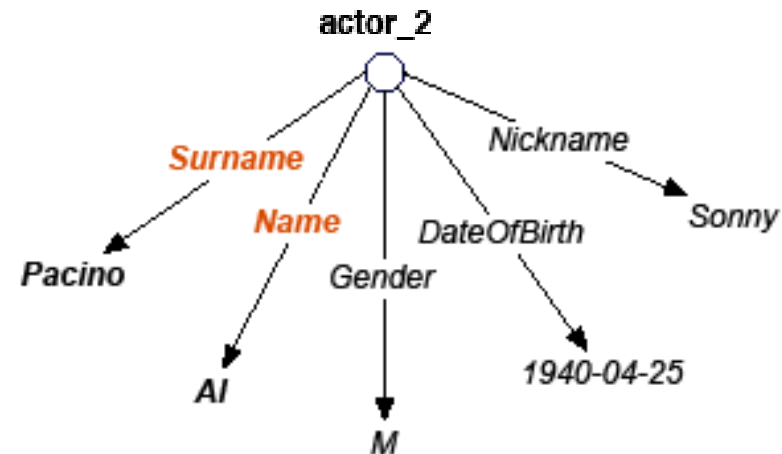 actor_2
Nickname
Surname
Sonny
Name
DateOfBirth
Pacino
Gender
1940-04-25
Al
M